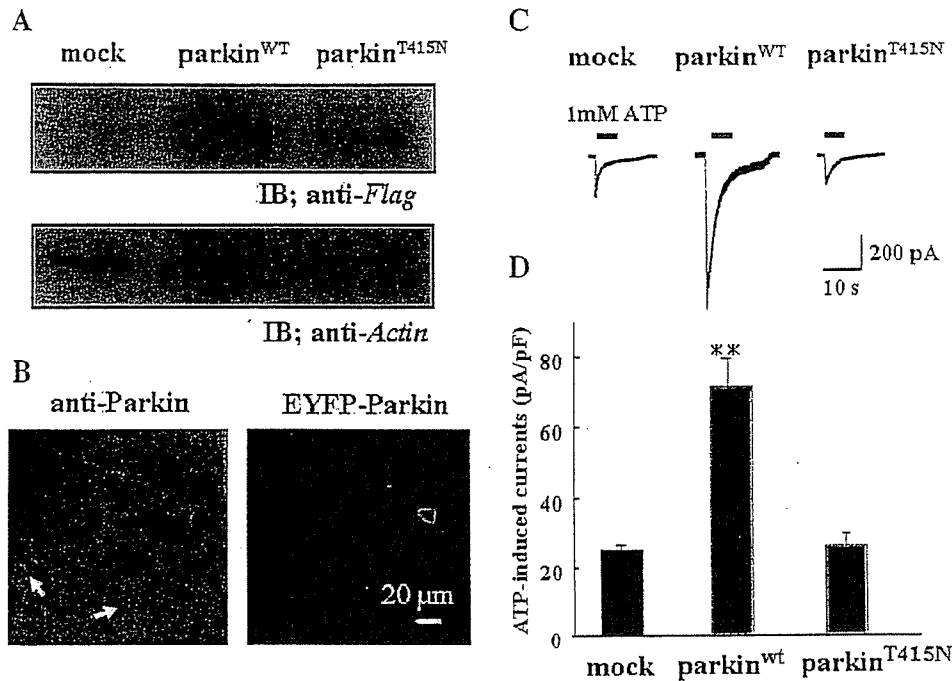 A
mock parkin^WT parkin^T415N
IB; anti-Flag
IB; anti-Actin
B
anti-Parkin EYFP-Parkin
20 µm
C
mock parkin^WT parkin^T415N
1mM ATP
200 pA
10 s
D
ATP-induced currents (pA/pF)
80
60
40
20
0
**
mock parkin^wt parkin^T415N